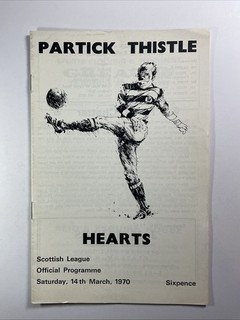 PARTICK THISTLE
HEARTS
Scottish League
Official Programme
Saturday, 14th March, 1970
Sixpence